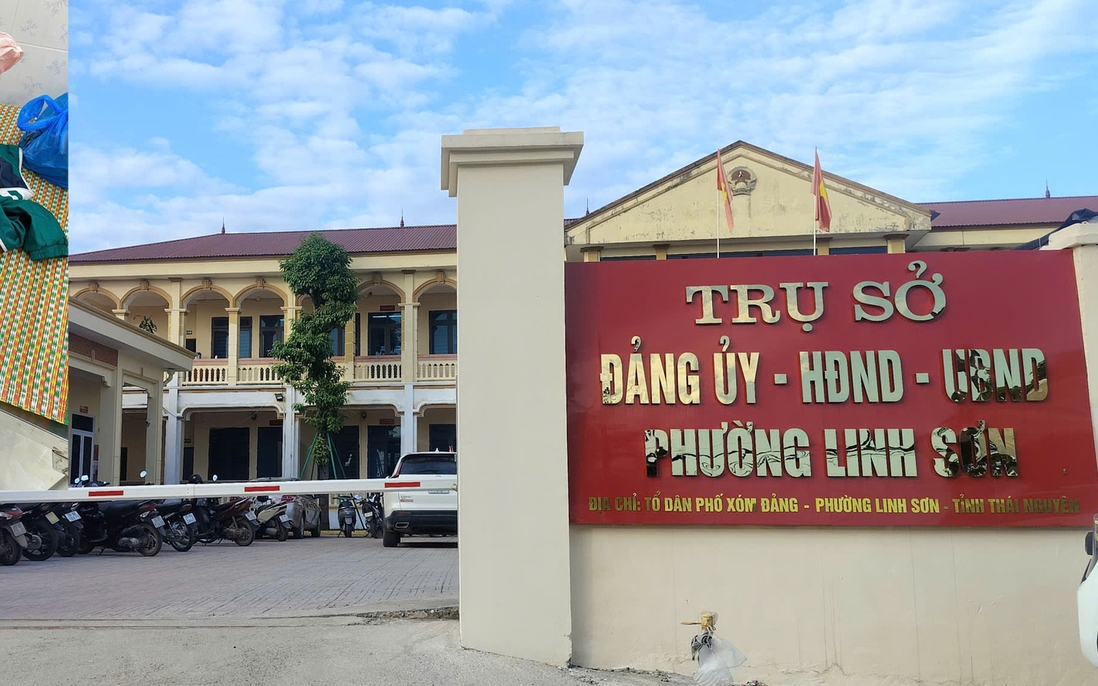 TRỤ SỞ
ĐẢNG ỦY - HĐND - UBND
PHƯỜNG LINH SƠN
ĐỊA CHỈ: TỔ DÂN PHỐ XÓM ĐẢNG - PHƯỜNG LINH SƠN - TỈNH THÁI NGUYÊN